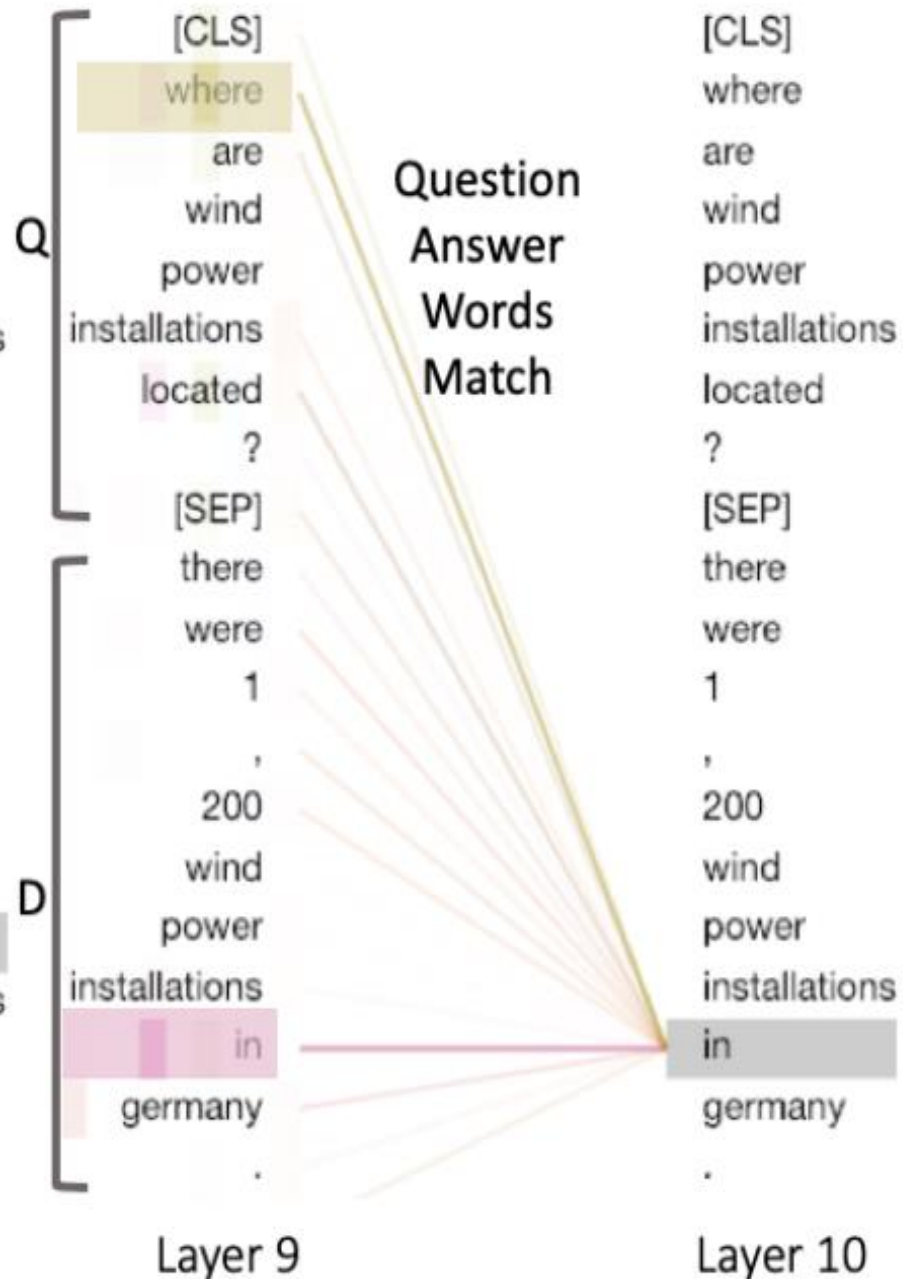 [CLS]
where
are
wind
power
installations
located
?
[SEP]
there
were
1
,
200
wind
power
installations
in
germany
.
Layer 9
Q
D
s
s
Question
Answer
Words
Match
[CLS]
where
are
wind
power
installations
located
?
[SEP]
there
were
1
,
200
wind
power
installations
in
germany
.
Layer 10